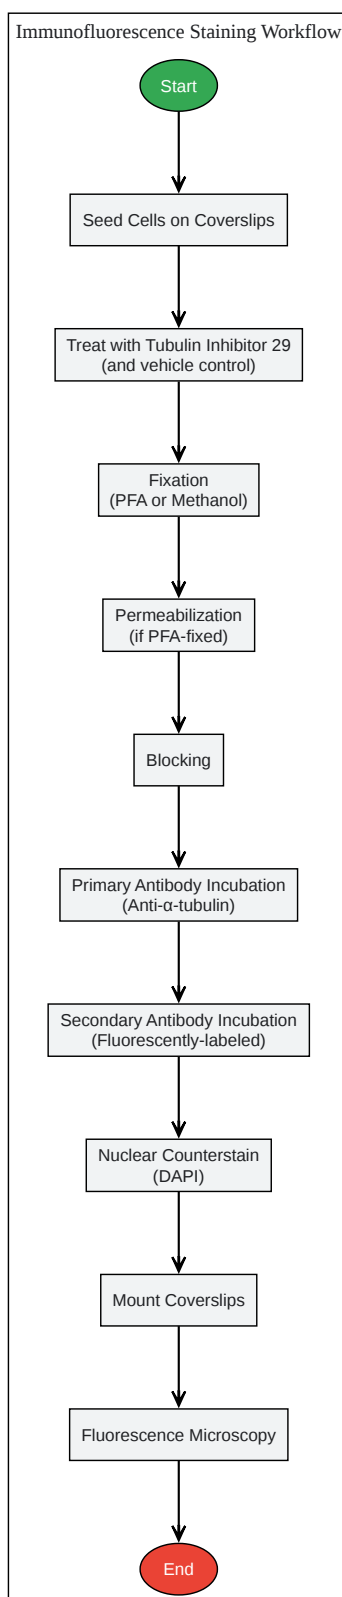 Immunofluorescence Staining Workflow
Start
Seed Cells on Coverslips
Treat with Tubulin Inhibitor 29
(and vehicle control)
Fixation
(PFA or Methanol)
Permeabilization
(if PFA-fixed)
Blocking
Primary Antibody Incubation
(Anti-α-tubulin)
Secondary Antibody Incubation
(Fluorescently-labeled)
Nuclear Counterstain
(DAPI)
Mount Coverslips
Fluorescence Microscopy
End